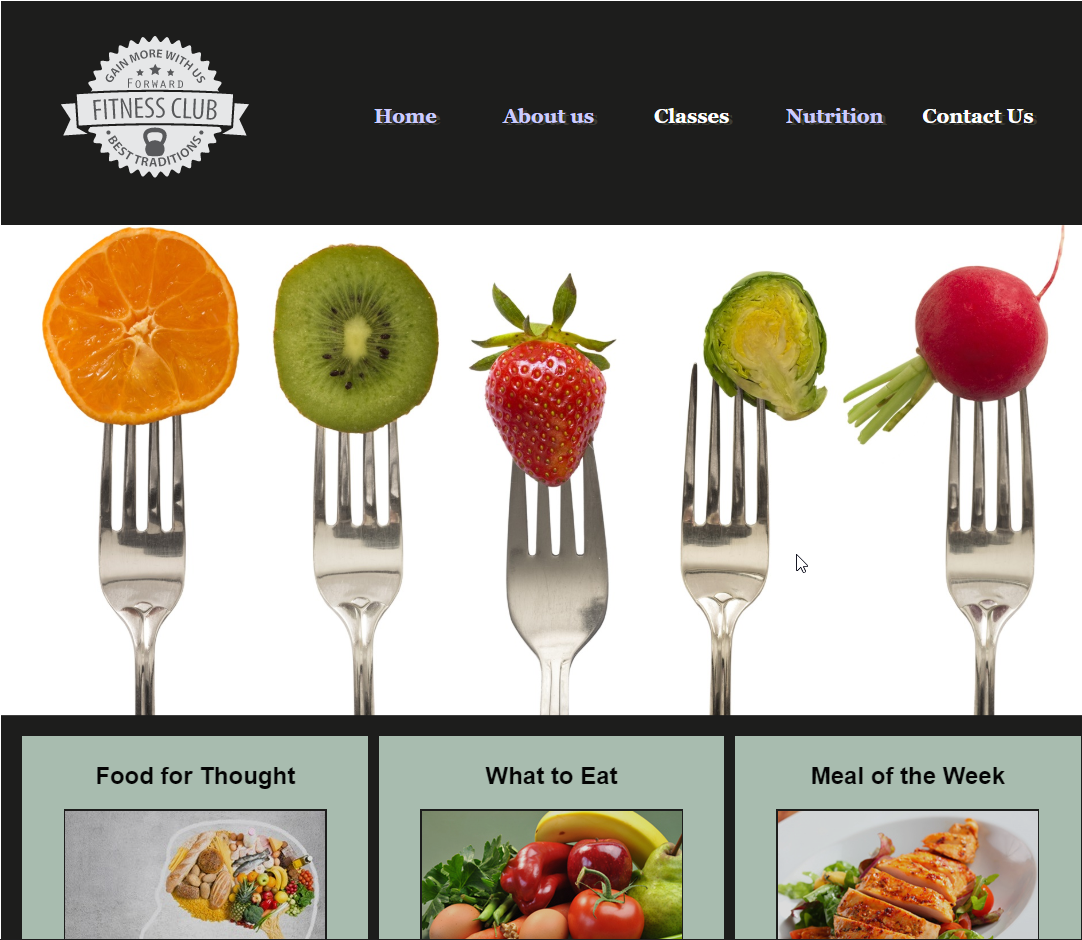 GAIN MORE WITH US
FORWARD
FITNESS CLUB
BEST TRADITIONS
Home About us Classes Nutrition Contact Us
Food for Thought What to Eat Meal of the Week